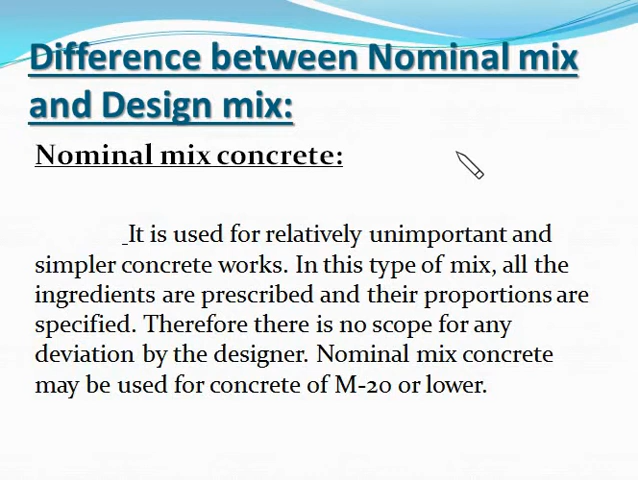 Difference between Nominal mix
and Design mix:
Nominal mix concrete:
It is used for relatively unimportant and
simpler concrete works. In this type of mix, all the
ingredients are prescribed and their proportions are
specified. Therefore there is no scope for any
deviation by the designer. Nominal mix concrete
may be used for concrete of M-20 or lower.